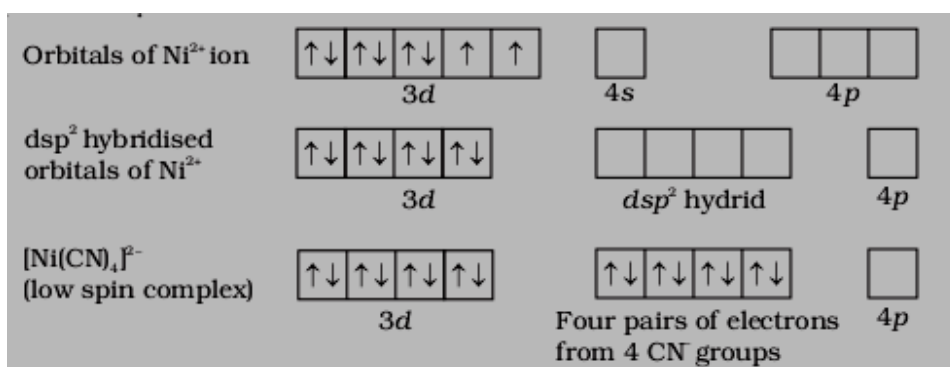 Orbitals of Ni²⁺ ion ↑↓ ↑↓ ↑↓ ↑ ↑
3d 4s 4p
dsp² hybridised
orbitals of Ni²⁺ ↑↓ ↑↓ ↑↓ ↑↓
3d dsp² hydrid 4p
[Ni(CN)₄]²⁻
(low spin complex) ↑↓ ↑↓ ↑↓ ↑↓ ↑↓ ↑↓ ↑↓ ↑↓
3d Four pairs of electrons 4p
from 4 CN⁻ groups